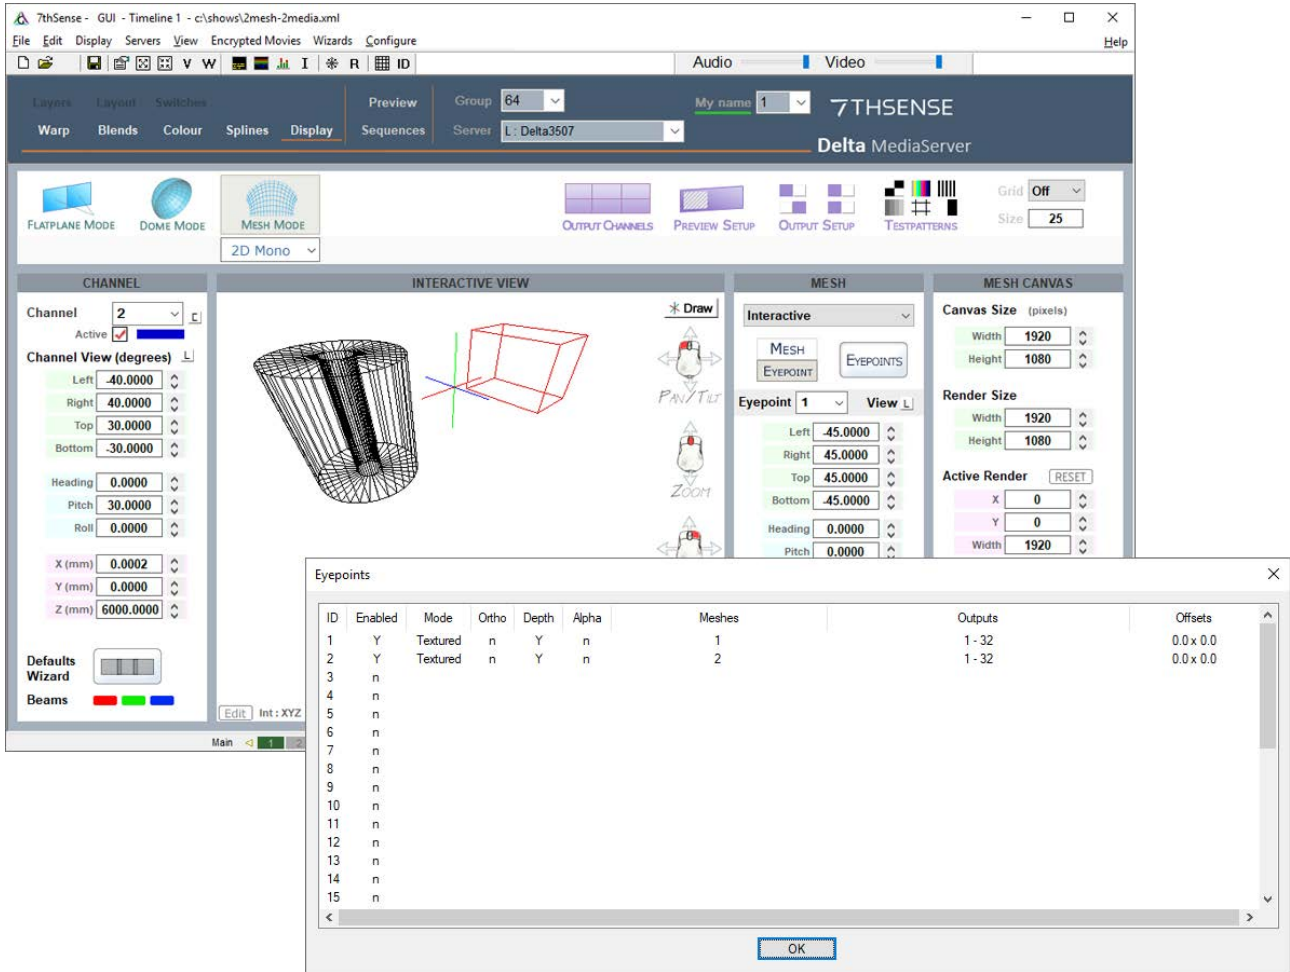 7thSense - GUI - Timeline 1 - c:\shows\2mesh-2media.xml
File Edit Display Servers View Encrypted Movies Wizards Configure Help
V W I R ID Audio Video
Layers Layout Switches Preview Group 64 My name 1 7THSENSE
Warp Blends Colour Splines Display Sequences Server L : Delta3507
Delta MediaServer
FLATPLANE MODE DOME MODE MESH MODE OUTPUT CHANNELS PREVIEW SETUP OUTPUT SETUP TESTPATTERNS
Grid Off
Size 25
2D Mono
CHANNEL
Channel 2 C
Active
Channel View (degrees) L
Left -40.0000
Right 40.0000
Top 30.0000
Bottom -30.0000
Heading 0.0000
Pitch 30.0000
Roll 0.0000
X (mm) 0.0002
Y (mm) 0.0000
Z (mm) 6000.0000
Defaults
Wizard
Beams
INTERACTIVE VIEW
Draw
PAN/TILT
ZOOM
Edit Int : XYZ
Main 1 2
MESH
Interactive
MESH
EYEPOINT
EYEPOINTS
Eyepoint 1 View L
Left -45.0000
Right 45.0000
Top 45.0000
Bottom -45.0000
Heading 0.0000
Pitch 0.0000
MESH CANVAS
Canvas Size (pixels)
Width 1920
Height 1080
Render Size
Width 1920
Height 1080
Active Render RESET
X 0
Y 0
Width 1920
Eyepoints
ID Enabled Mode Ortho Depth Alpha Meshes Outputs Offsets
1 Y Textured n Y n 1 1 - 32 0.0 x 0.0
2 Y Textured n Y n 2 1 - 32 0.0 x 0.0
3 n
4 n
5 n
6 n
7 n
8 n
9 n
10 n
11 n
12 n
13 n
14 n
15 n
OK